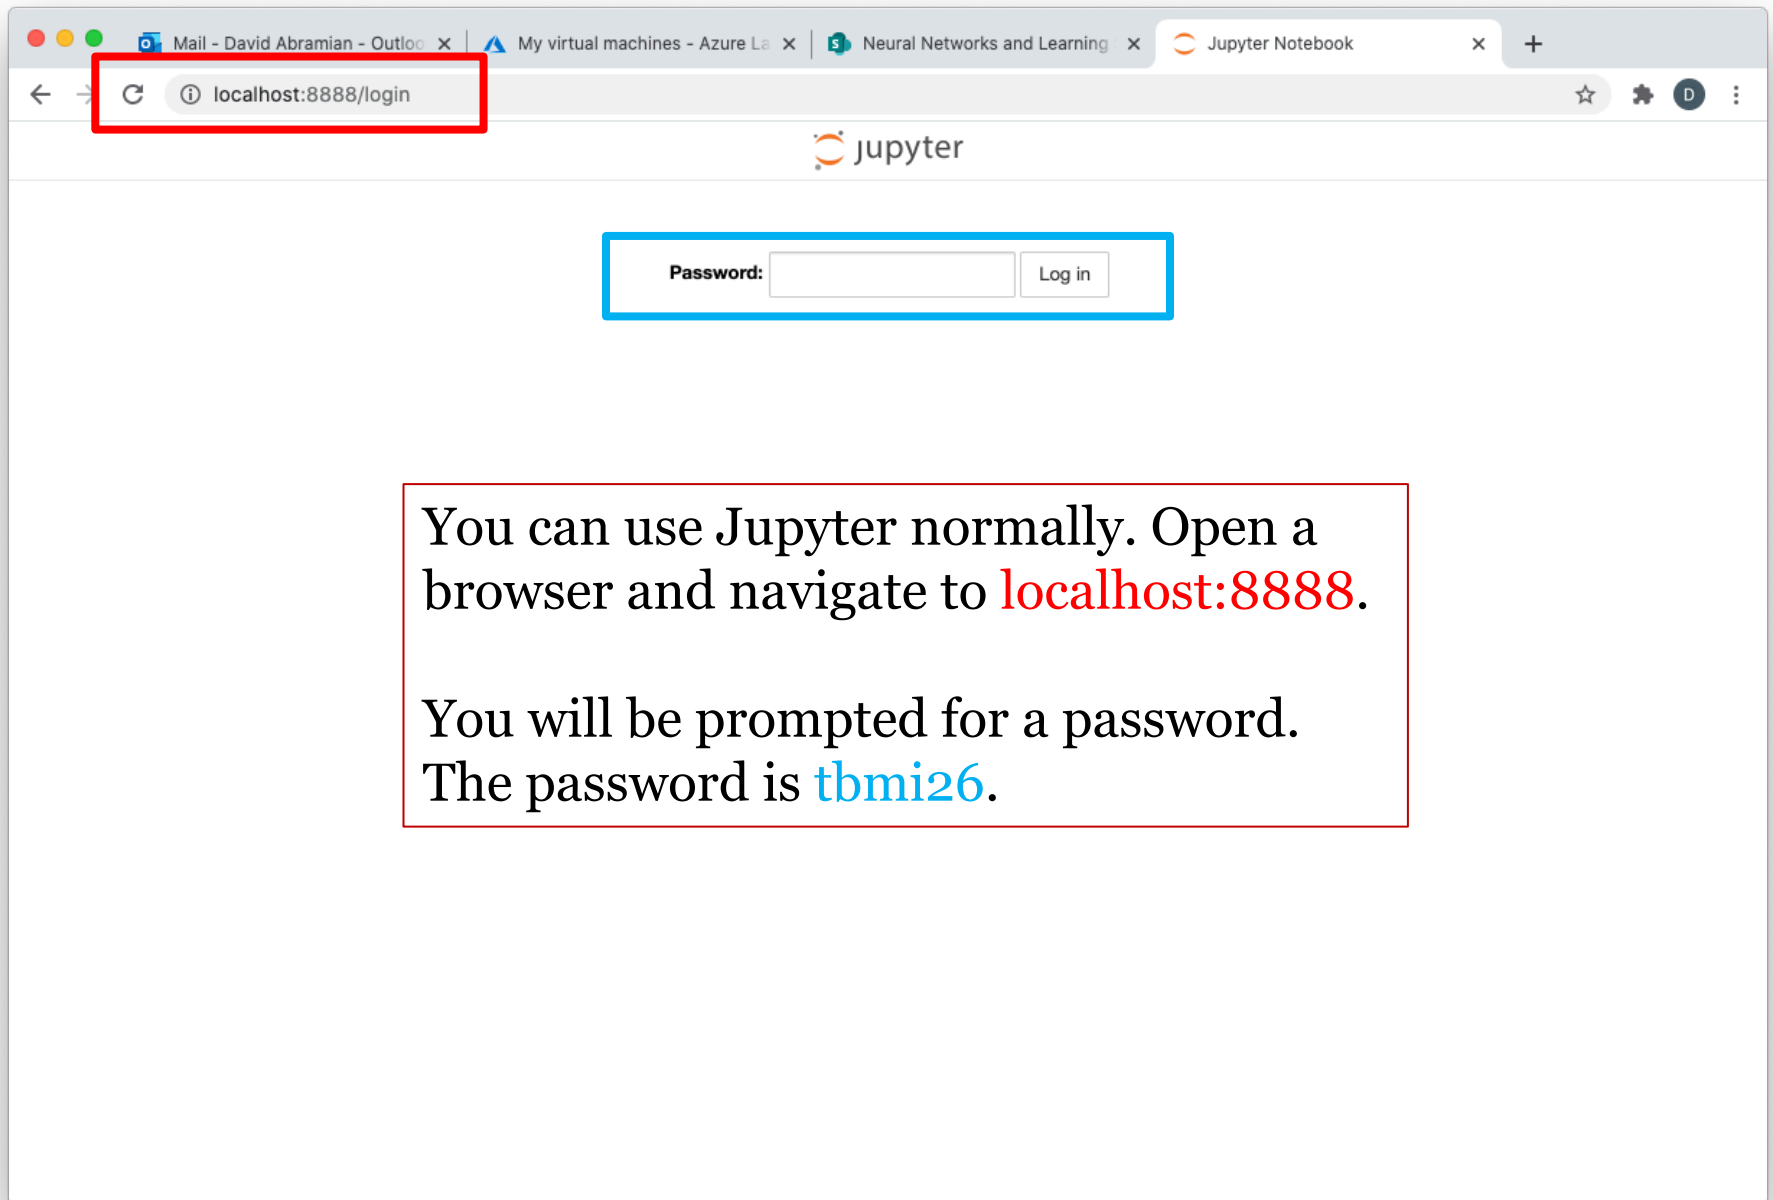 Mail - David Abramian - Outloo
My virtual machines - Azure La
Neural Networks and Learning
Jupyter Notebook
localhost:8888/login
D
jupyter
Password:
Log in
You can use Jupyter normally. Open a
browser and navigate to localhost:8888.
You will be prompted for a password.
The password is tbmi26.